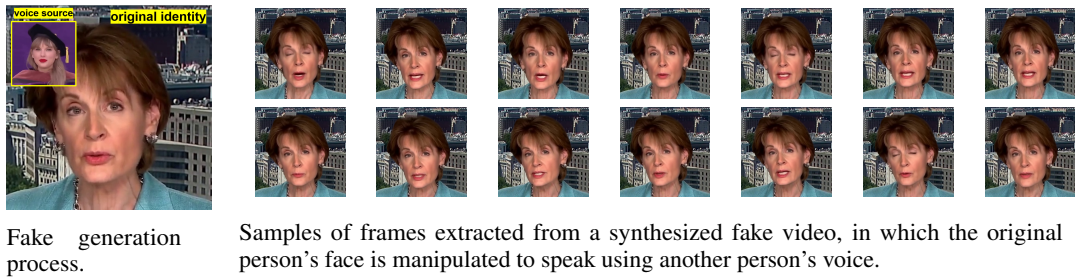 voice source
original identity
Fake generation
process.
Samples of frames extracted from a synthesized fake video, in which the original
person's face is manipulated to speak using another person's voice.